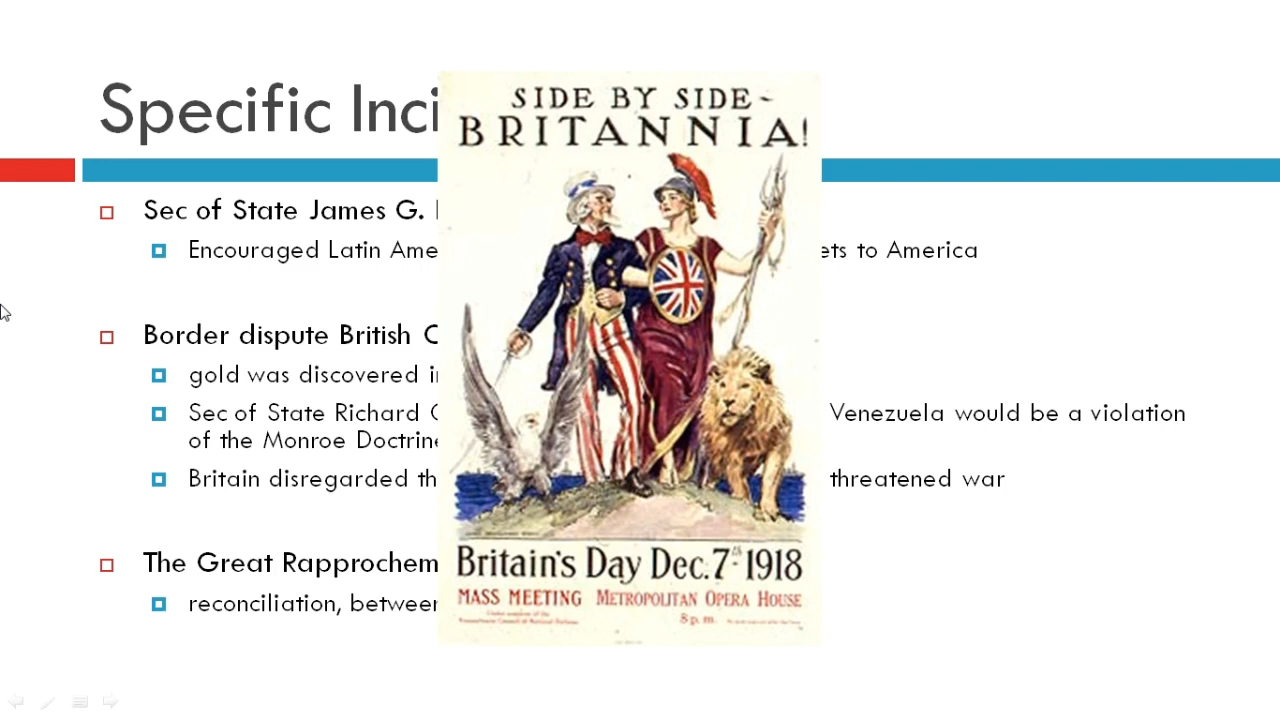 Specific Inci
SIDE BY SIDE~
BRITANNIA!
Sec of State James G.
Encouraged Latin Ame
ets to America
Border dispute British
gold was discovered i
Sec of State Richard
Venezuela would be a violation
of the Monroe Doctrine
Britain disregarded th
threatened war
The Great Rapprochem
reconciliation, between
Britain's Day Dec. 7th 1918
MASS MEETING METROPOLITAN OPERA HOUSE
8 p.m.